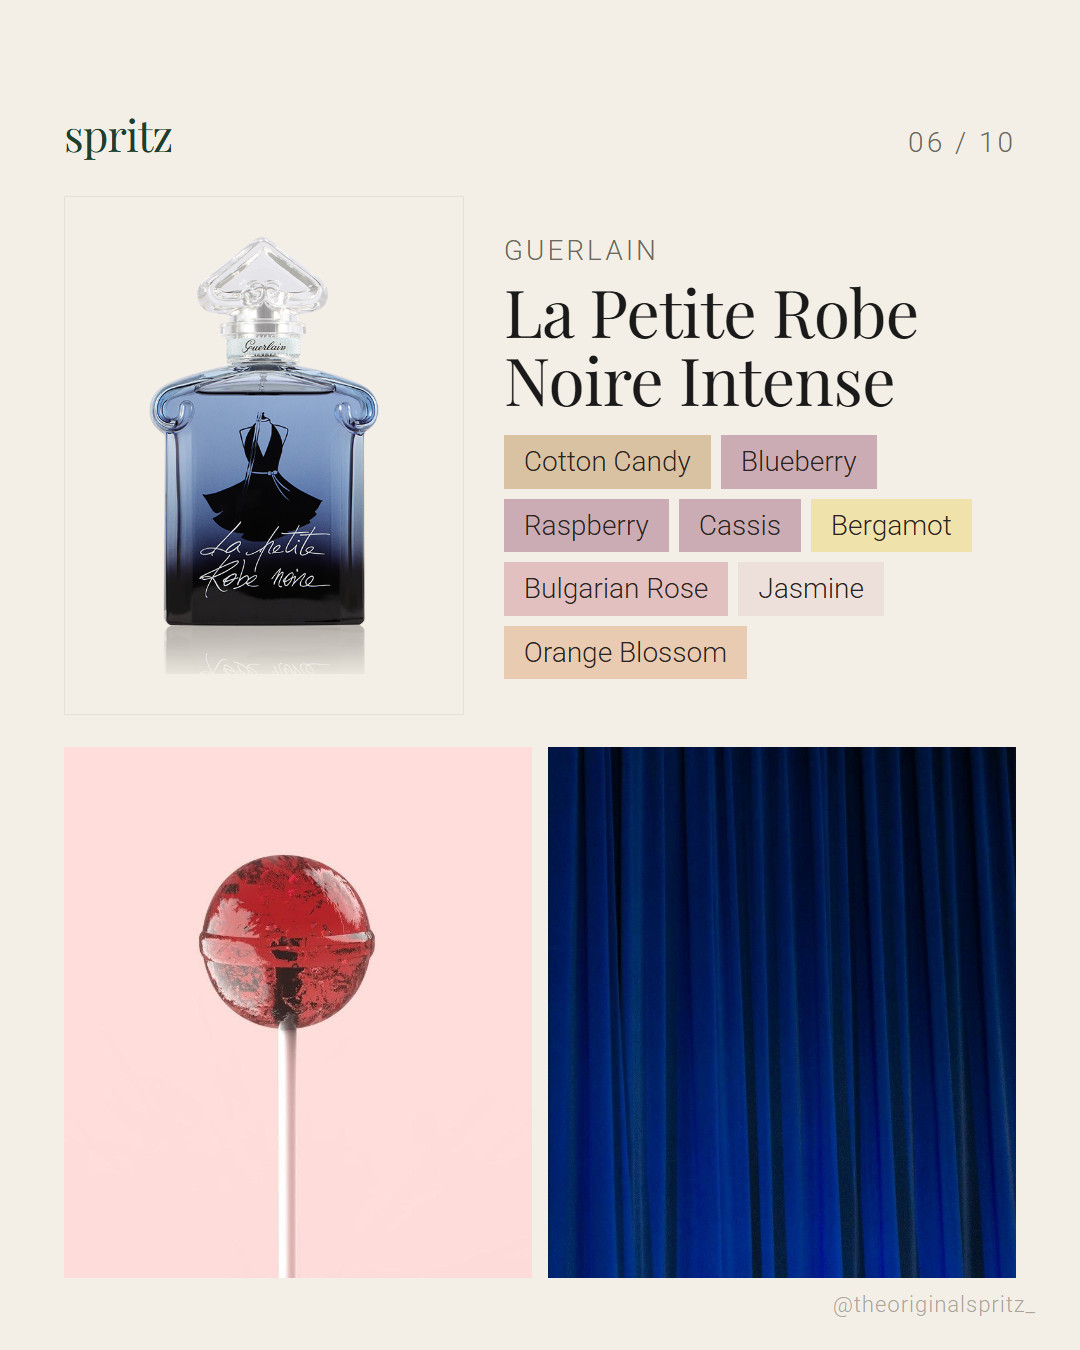 spritz
06 / 10
Guerlain
La petite
Robe noire
GUERLAIN
La Petite Robe
Noire Intense
Cotton Candy Blueberry
Raspberry Cassis Bergamot
Bulgarian Rose Jasmine
Orange Blossom
@theoriginalspritz_